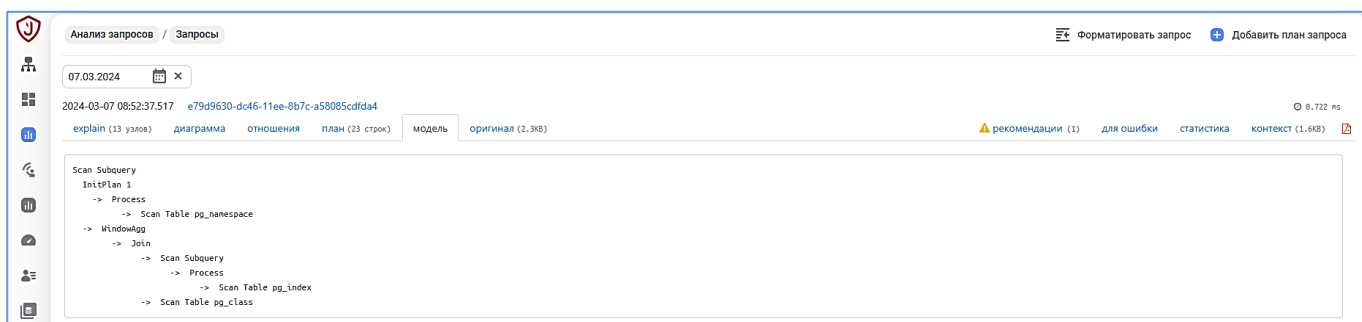 Анализ запросов / Запросы
Форматировать запрос
Добавить план запроса
07.03.2024
2024-03-07 08:52:37.517 e79d9630-dc46-11ee-8b7c-a58085cdfda4
0.722 ms
explain (13 узлов) диаграмма отношения план (23 строк) модель оригинал (2.3KB) рекомендации (1) для ошибки статистика контекст (1.6KB)
Scan Subquery
InitPlan 1
-> Process
-> Scan Table pg_namespace
-> WindowAgg
-> Join
-> Scan Subquery
-> Process
-> Scan Table pg_index
-> Scan Table pg_class